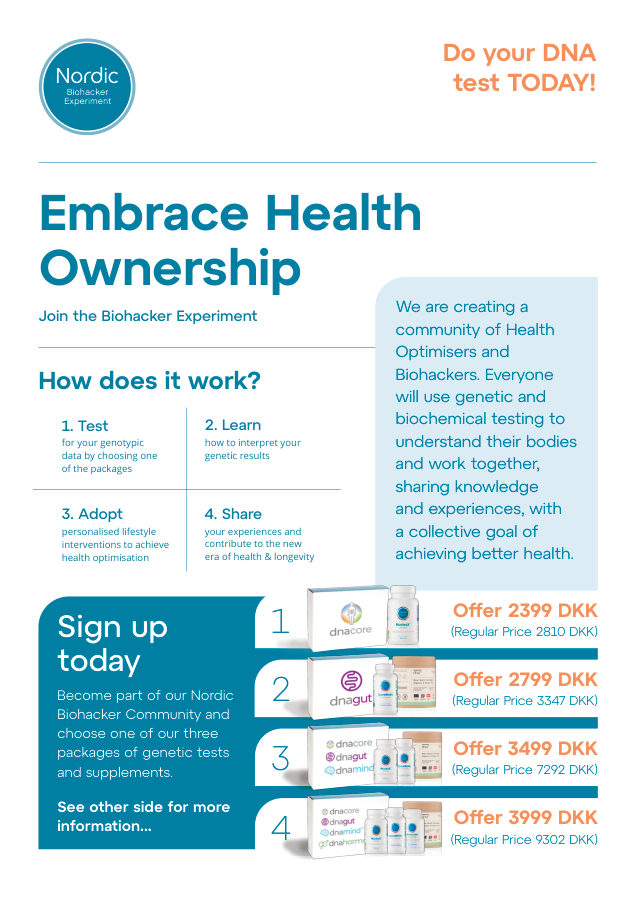 Nordic
Biohacker
Experiment
Do your DNA
test TODAY!
Embrace Health
Ownership
Join the Biohacker Experiment
We are creating a
community of Health
Optimisers and
Biohackers. Everyone
will use genetic and
biochemical testing to
understand their bodies
and work together,
sharing knowledge
and experiences, with
a collective goal of
achieving better health.
How does it work?
1. Test
for your genotypic
data by choosing one
of the packages
2. Learn
how to interpret your
genetic results
3. Adopt
personalised lifestyle
interventions to achieve
health optimisation
4. Share
your experiences and
contribute to the new
era of health & longevity
Sign up
today
Become part of our Nordic
Biohacker Community and
choose one of our three
packages of genetic tests
and supplements.
See other side for more
information...
1
dnacore
Offer 2399 DKK
(Regular Price 2810 DKK)
2
dnagut
Offer 2799 DKK
(Regular Price 3347 DKK)
3
dnacore
dnagut
dnamind
Offer 3499 DKK
(Regular Price 7292 DKK)
4
dnacore
dnagut
dnamind
Offer 3999 DKK
(Regular Price 9302 DKK)